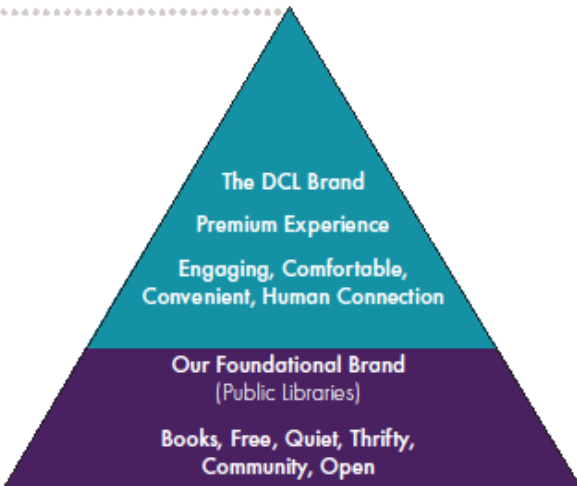 The DCL Brand
Premium Experience
Engaging, Comfortable,
Convenient, Human Connection
Our Foundational Brand
(Public Libraries)
Books, Free, Quiet, Thrifty,
Community, Open